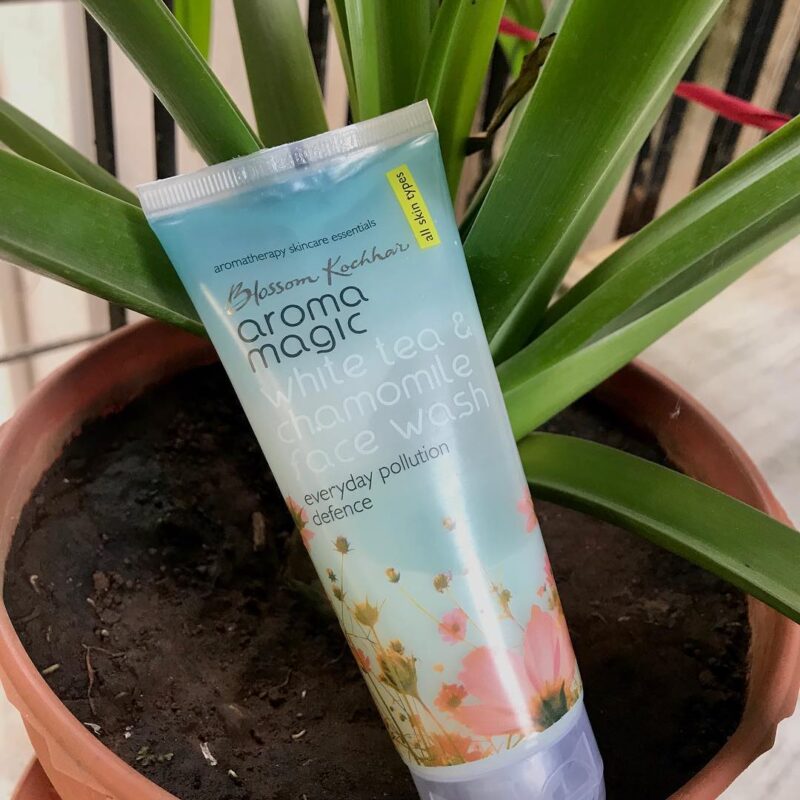 all skin types
aromatherapy skincare essentials
Blossom Kochhar
aroma
magic
white tea &
chamomile
face wash
everyday pollution
defence